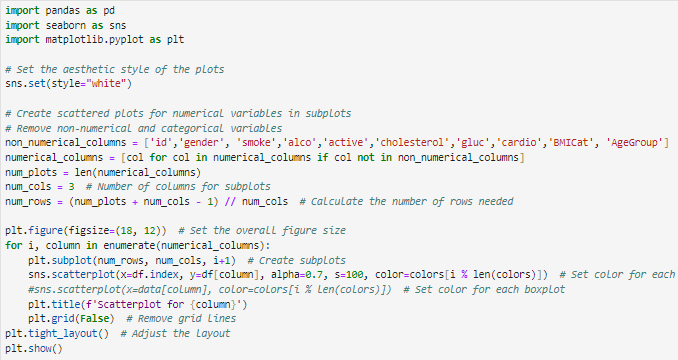 import pandas as pd
import seaborn as sns
import matplotlib.pyplot as plt
# Set the aesthetic style of the plots
sns.set(style="white")
# Create scattered plots for numerical variables in subplots
# Remove non-numerical and categorical variables
non_numerical_columns = ['id','gender', 'smoke','alco','active','cholesterol','gluc','cardio','BMICat', 'AgeGroup']
numerical_columns = [col for col in numerical_columns if col not in non_numerical_columns]
num_plots = len(numerical_columns)
num_cols = 3  # Number of columns for subplots
num_rows = (num_plots + num_cols - 1) // num_cols  # Calculate the number of rows needed
plt.figure(figsize=(18, 12))  # Set the overall figure size
for i, column in enumerate(numerical_columns):
    plt.subplot(num_rows, num_cols, i+1)  # Create subplots
    sns.scatterplot(x=df.index, y=df[column], alpha=0.7, s=100, color=colors[i % len(colors)])  # Set color for each
    #sns.scatterplot(x=data[column], color=colors[i % len(colors)])  # Set color for each boxplot
    plt.title(f'Scatterplot for {column}')
    plt.grid(False)  # Remove grid lines
plt.tight_layout()  # Adjust the layout
plt.show()